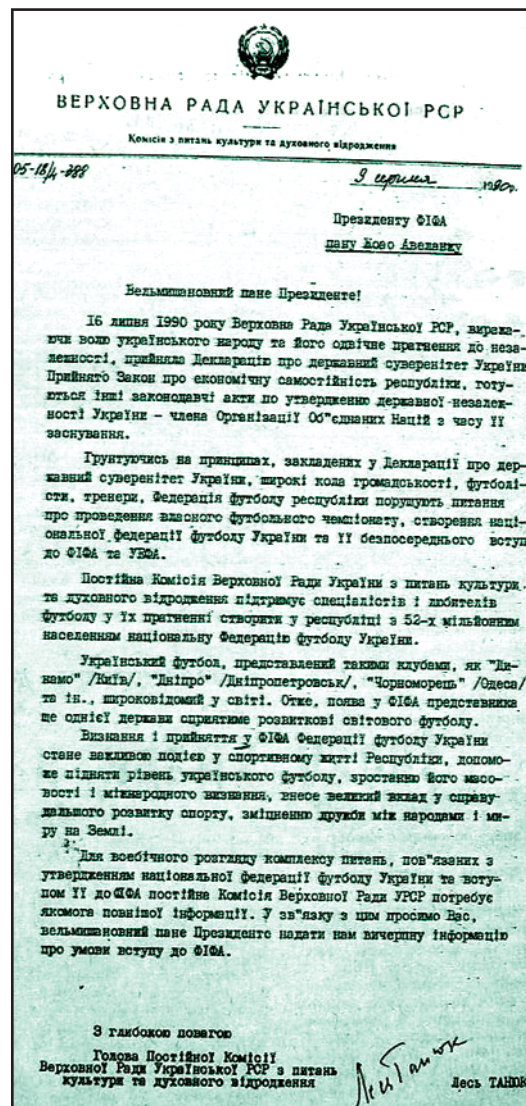 ВЕРХОВНА РАДА УКРАЇНСЬКОЇ РСР
Комісія з питань культури та духовного відродження
05-18/4-388
9 серпня 1990р.
Президенту ФІФА
пану Жоао Авеланжу
Вельмишановний пане Президенте!
16 липня 1990 року Верховна Рада Української РСР, виража-
ючи волю українського народу та його одвічне прагнення до неза-
лежності, прийняла Декларацію про державний суверенітет України
Прийнято Закон про економічну самостійність республіки, готу-
ються інші законодавчі акти по утвердженню державної незалеж-
ності України – члена Організації Об"єднаних Націй з часу її
заснування.
Грунтуючись на принципах, закладених у Декларації про дер-
жавний суверенітет України, широкі кола громадськості, футболі-
сти, тренери, Федерація футболу республіки порушують питання
про проведення власного футбольного чемпіонату, створення наці-
ональної федерації футболу України та її безпосереднього вступ
до ФІФА та УЕФА.
Постійна Комісія Верховної Ради України з питань культури
та духовного відродження підтримує спеціалістів і любителів
футболу у їх прагненні створити у республіці з 52-х мільйонним
населенням національну Федерацію футболу України.
Український футбол, представлений такими клубами, як "Ди-
намо" /Київ/, "Дніпро" /Дніпропетровськ/, "Чорноморець" /Одеса/
та ін., широковідомий у світі. Отже, поява у ФІФА представника
ще однієї держави сприятиме розвиткові світового футболу.
Визнання і прийняття у ФІФА Федерації футболу України
стане важливою подією у спортивному житті Республіки, допомо-
же підняти рівень українського футболу, зростанню його масо-
вості і міжнародного визнання, внесе великий вклад у справу
дальшого розвитку спорту, зміцненню дружби між народами і ми-
ру на Землі.
Для всебічного розгляду комплексу питань, пов"язаних з
утвердженням національної федерації футболу України та всту-
пом її до ФІФА постійна Комісія Верховної Ради УРСР потребує
якомога повнішої інформації. У зв"язку з цим просимо Вас,
вельмишановний пане Президенте надати нам вичерпну інформацію
про умови вступу до ФІФА.
З глибокою повагою
Голова Постійної Комісії
Верховної Ради Української РСР з питань
культури та духовного відродження
Лесь Танюк
Лесь ТАНЮК